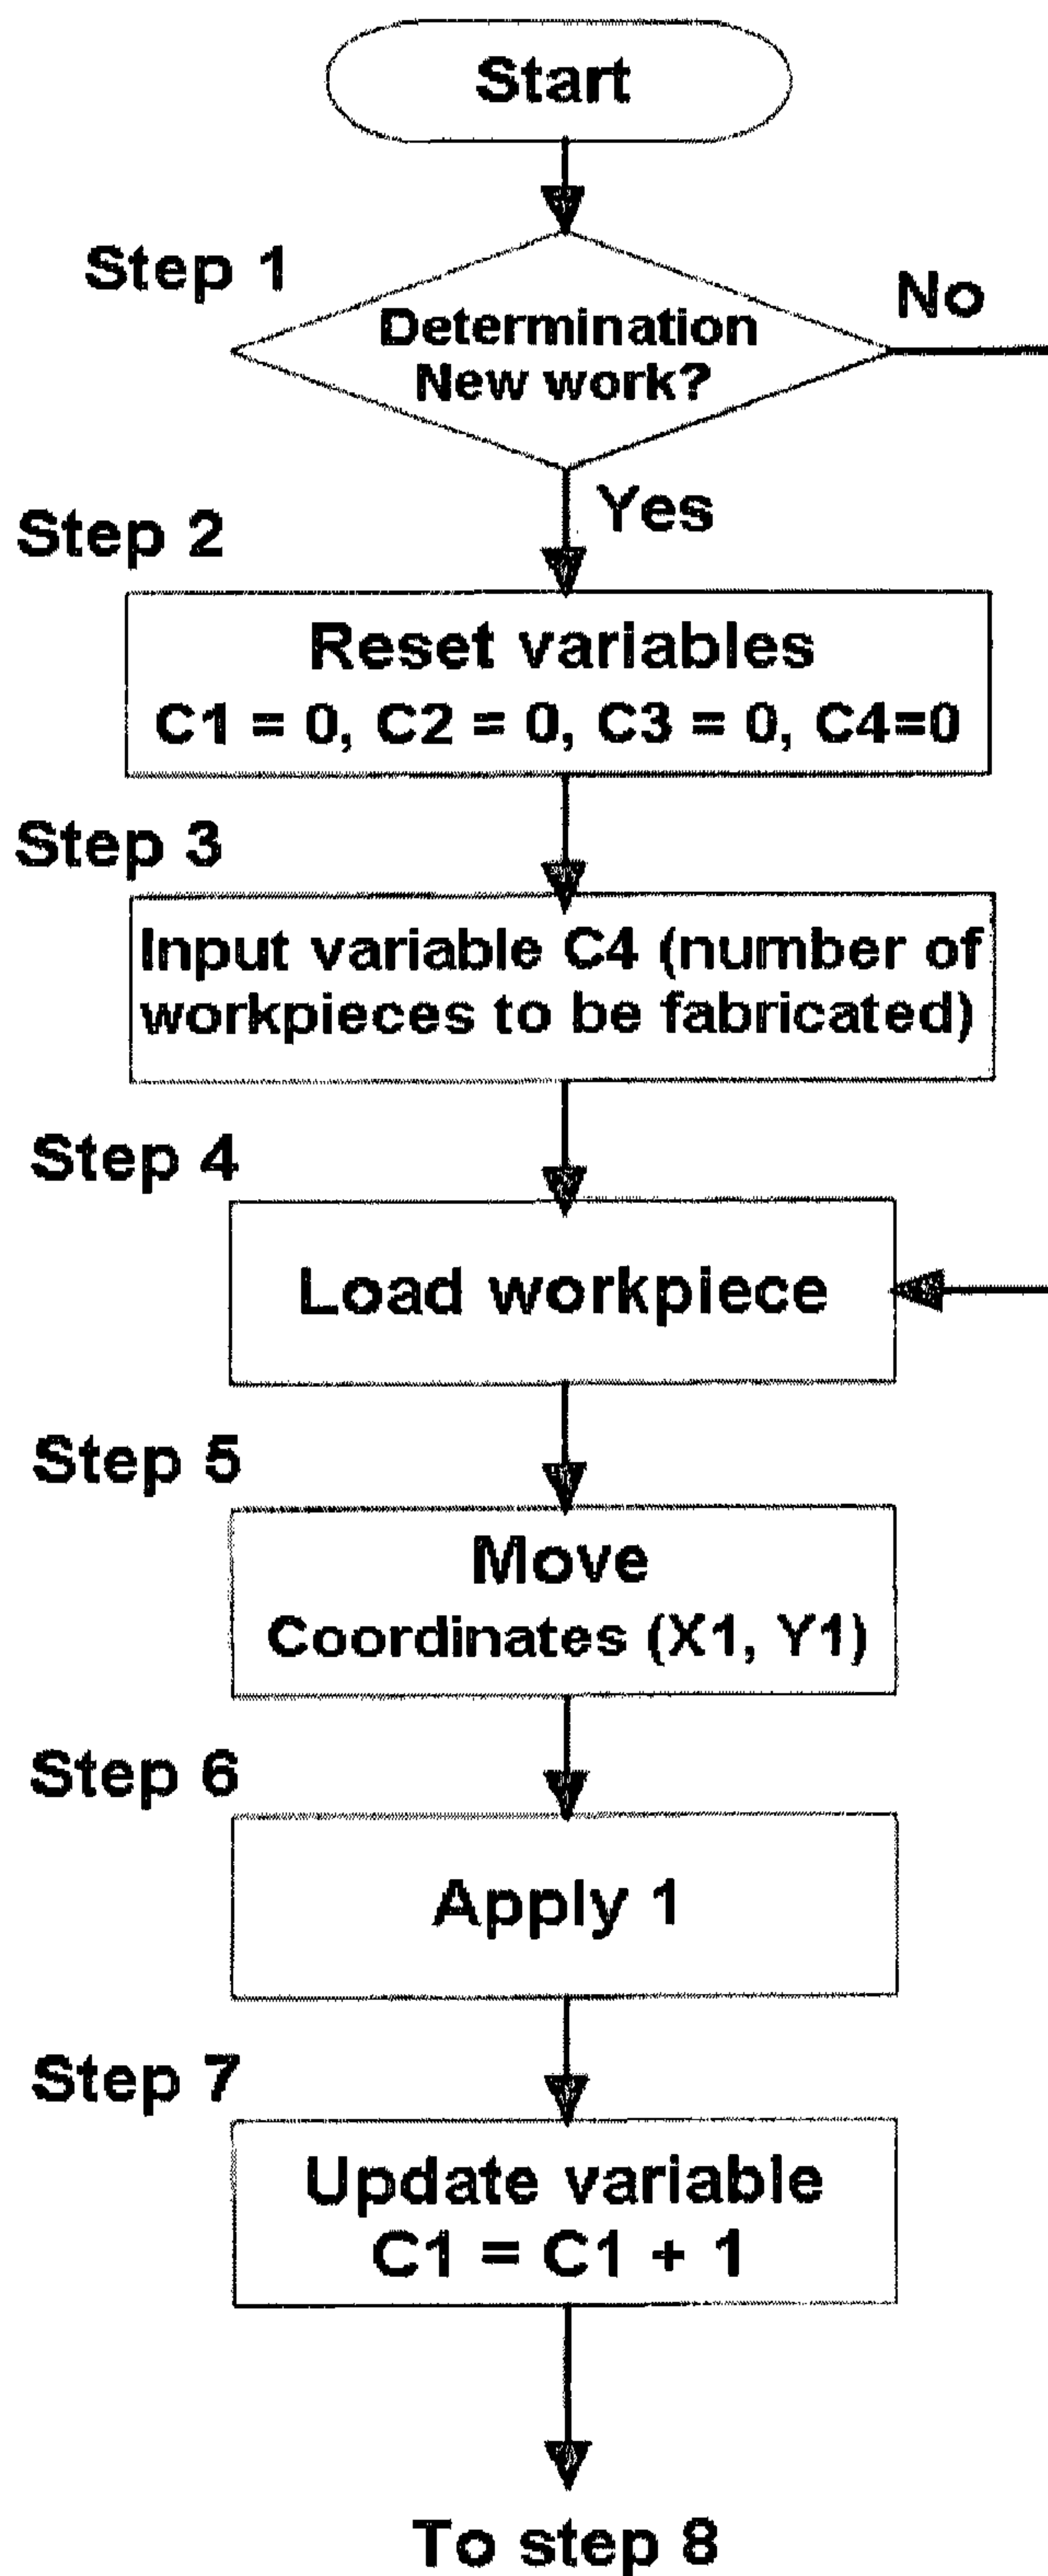 Start
Step 1
Determination
New work?
No
Yes
Step 2
Reset variables
C1 = 0, C2 = 0, C3 = 0, C4=0
Step 3
Input variable C4 (number of
workpieces to be fabricated)
Step 4
Load workpiece
Step 5
Move
Coordinates (X1, Y1)
Step 6
Apply 1
Step 7
Update variable
C1 = C1 + 1
To step 8